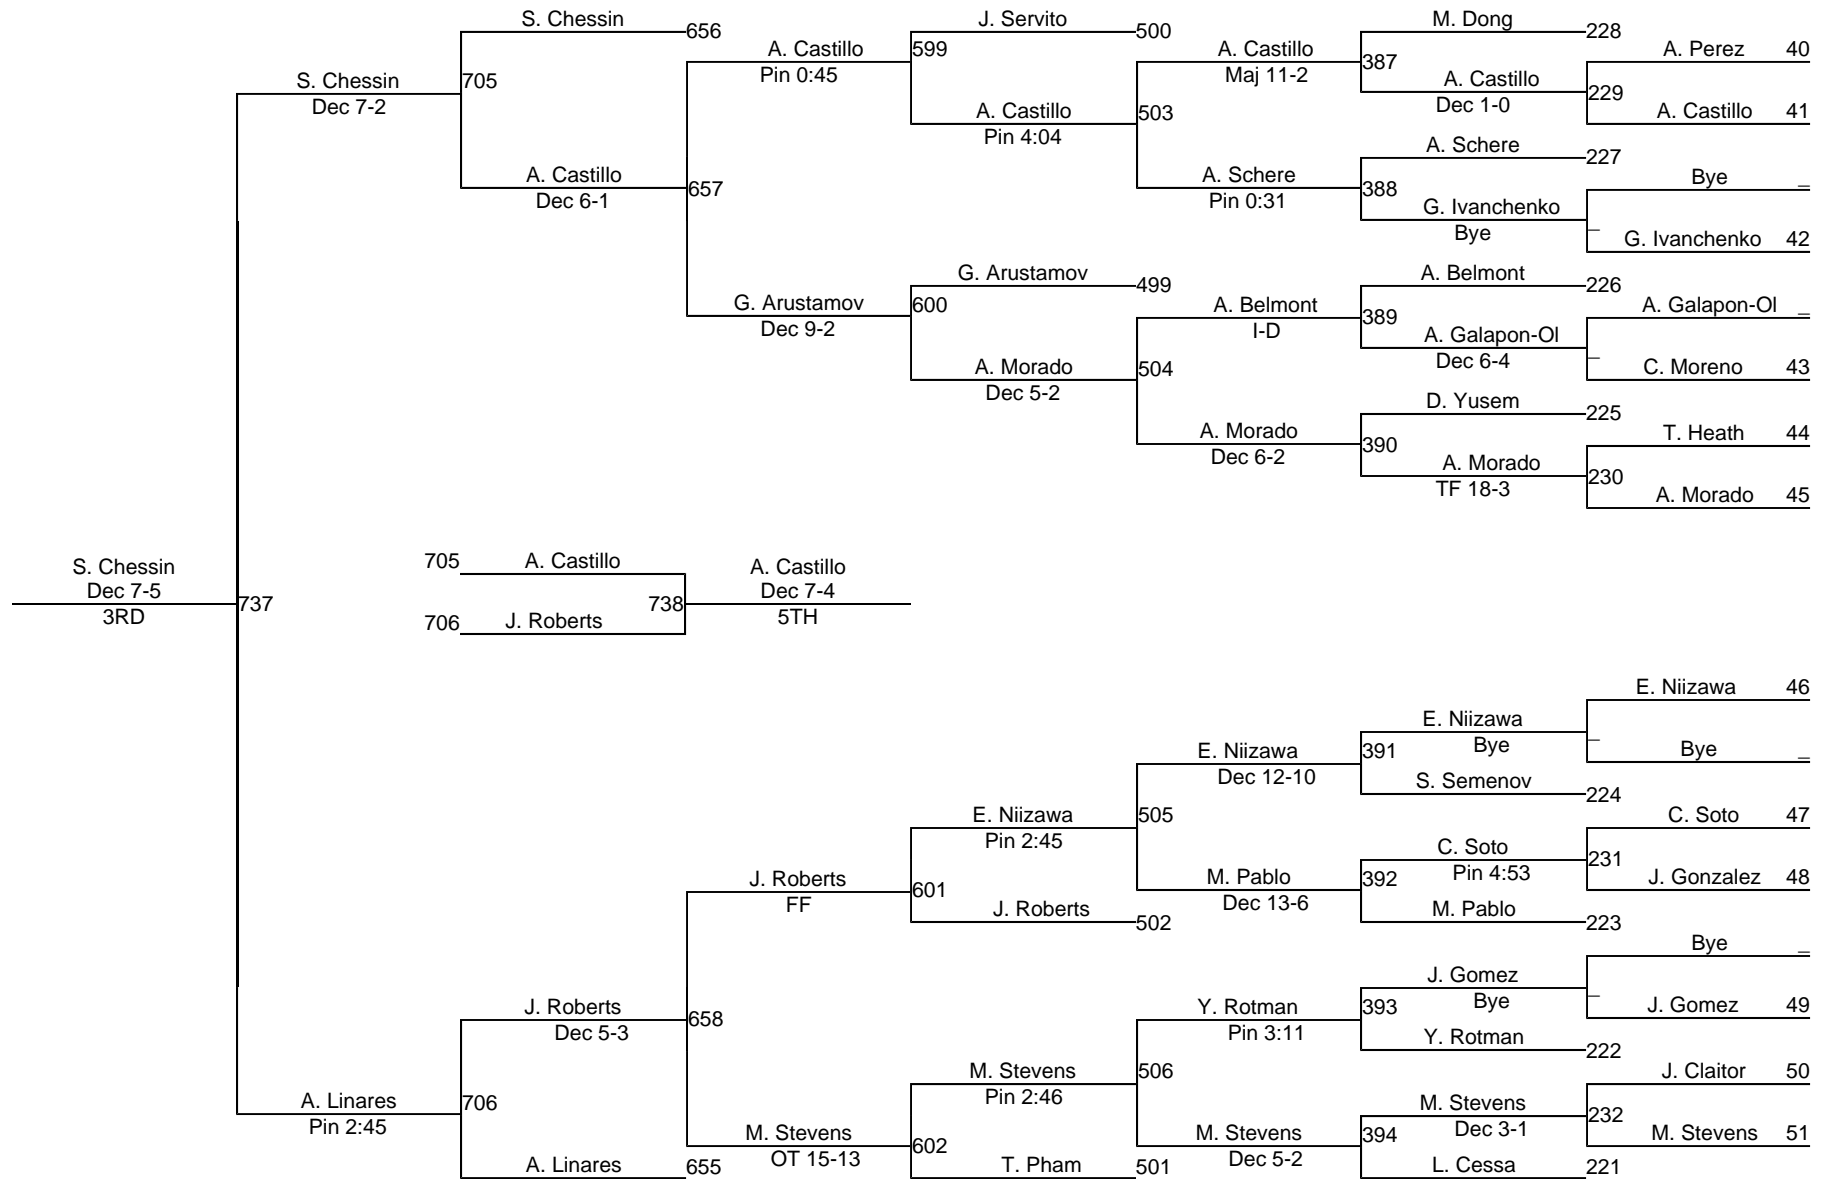 S. Chessin
656
J. Servito
500
M. Dong
228
A. Perez 40
A. Castillo
Pin 0:45
599
A. Castillo
Maj 11-2
387
A. Castillo
Dec 1-0
229
A. Castillo 41
S. Chessin
Dec 7-2
705
A. Castillo
Pin 4:04
503
A. Schere
227
Bye _
A. Castillo
Dec 6-1
657
A. Schere
Pin 0:31
388
G. Ivanchenko
Bye
_
G. Ivanchenko 42
G. Arustamov
499
A. Belmont
226
A. Galapon-Ol _
G. Arustamov
Dec 9-2
600
A. Belmont
I-D
389
A. Galapon-Ol
Dec 6-4
_
C. Moreno 43
A. Morado
Dec 5-2
504
D. Yusem
225
T. Heath 44
A. Morado
Dec 6-2
390
A. Morado
TF 18-3
230
A. Morado 45
S. Chessin
Dec 7-5
3RD
737
705 A. Castillo
706 J. Roberts
738
A. Castillo
Dec 7-4
5TH
E. Niizawa 46
E. Niizawa
Bye
_
Bye _
E. Niizawa
Dec 12-10
391
S. Semenov
224
E. Niizawa
Pin 2:45
505
C. Soto 47
C. Soto
Pin 4:53
231
J. Gonzalez 48
J. Roberts
FF
601
M. Pablo
Dec 13-6
392
J. Roberts
502
M. Pablo
223
Bye _
J. Gomez
Bye
_
J. Gomez 49
J. Roberts
Dec 5-3
658
Y. Rotman
Pin 3:11
393
Y. Rotman
222
M. Stevens
Pin 2:46
506
J. Claitor 50
A. Linares
Pin 2:45
706
M. Stevens
Dec 3-1
232
M. Stevens 51
M. Stevens
OT 15-13
602
M. Stevens
Dec 5-2
394
A. Linares
655
T. Pham
501
L. Cessa
221